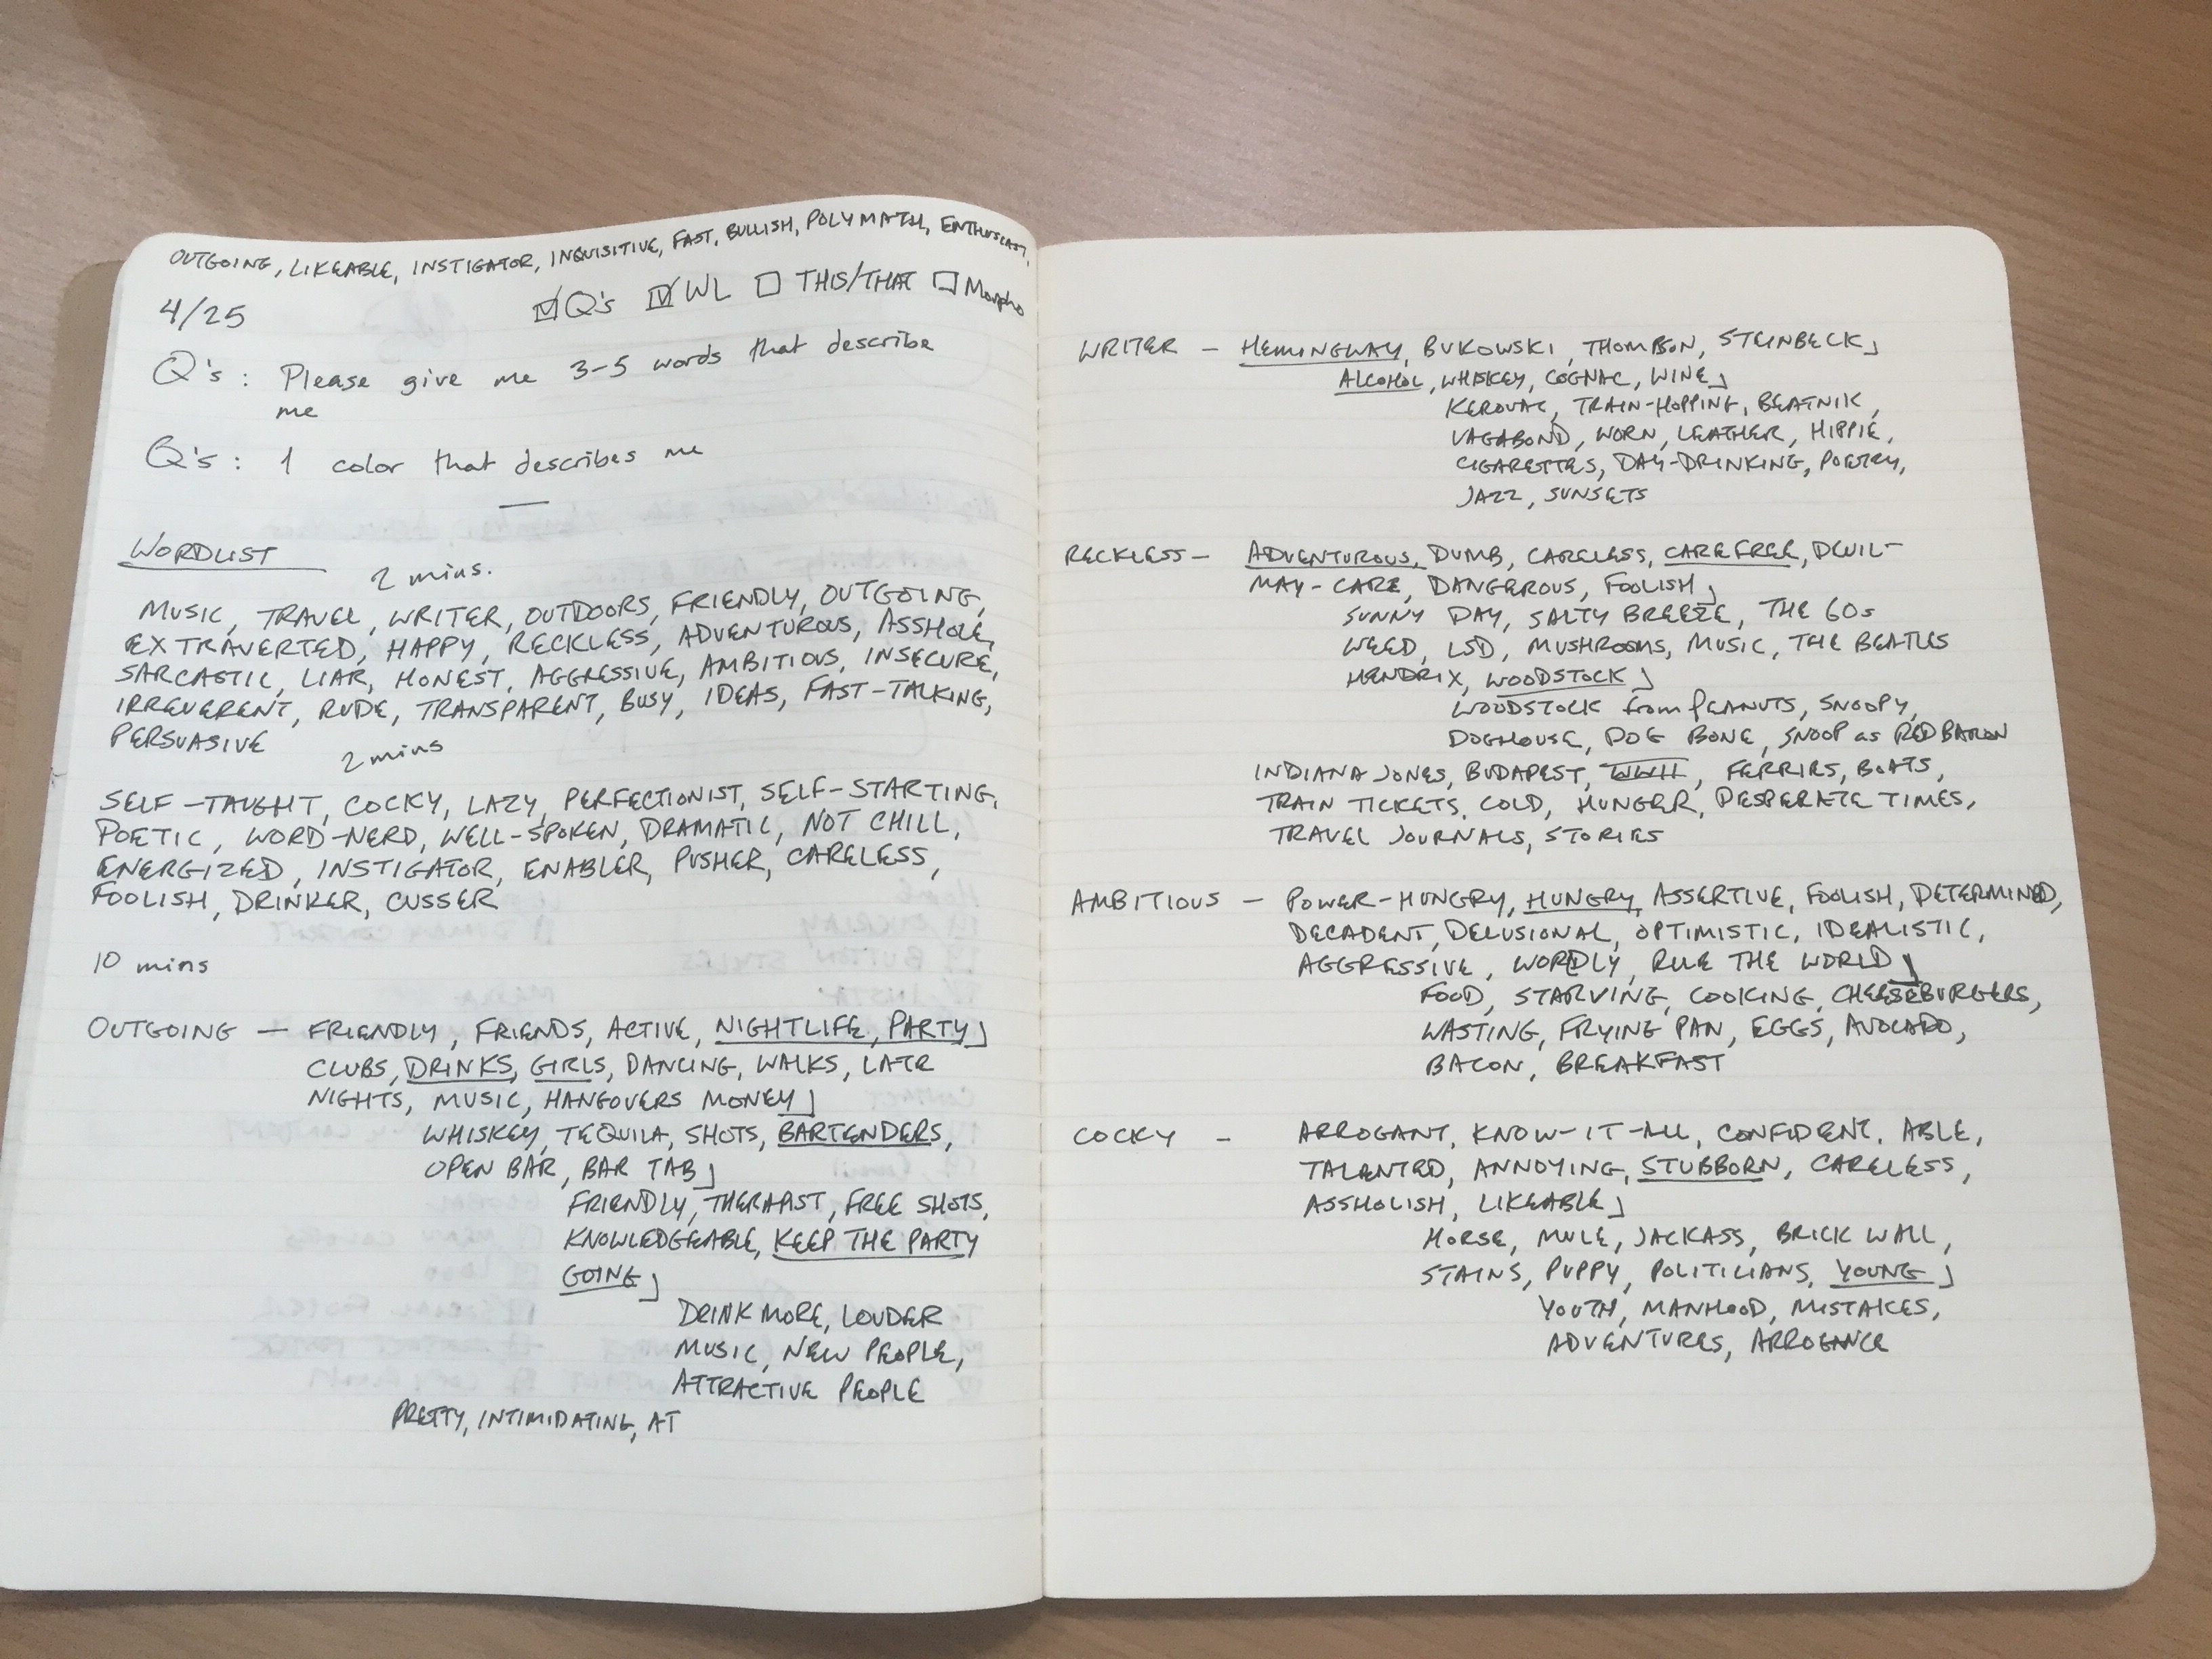 OUTGOING, LIKEABLE, INSTIGATOR, INQUISITIVE, FAST, BULLISH, POLYMATH, ENTHUSIAST,
4/25 ☑ Q's ☑ WL ☐ THIS/THAT ☐ Morpho
Q's : Please give me 3-5 words that describe
me
Q's : 1 color that describes me
—
WORDLIST
2 mins.
MUSIC, TRAVEL, WRITER, OUTDOORS, FRIENDLY, OUTGOING,
EXTRAVERTED, HAPPY, RECKLESS, ADVENTUROUS, ASSHOLE,
SARCASTIC, LIAR, HONEST, AGGRESSIVE, AMBITIOUS, INSECURE,
IRREVERENT, RUDE, TRANSPARENT, BUSY, IDEAS, FAST-TALKING,
PERSUASIVE
2 mins
SELF-TAUGHT, COCKY, LAZY, PERFECTIONIST, SELF-STARTING,
POETIC, WORD-NERD, WELL-SPOKEN, DRAMATIC, NOT CHILL,
ENERGIZED, INSTIGATOR, ENABLER, PUSHER, CARELESS,
FOOLISH, DRINKER, CUSSER
10 mins
OUTGOING — FRIENDLY, FRIENDS, ACTIVE, NIGHTLIFE, PARTY
CLUBS, DRINKS, GIRLS, DANCING, WALKS, LATE
NIGHTS, MUSIC, HANGOVERS MONEY
WHISKEY, TEQUILA, SHOTS, BARTENDERS,
OPEN BAR, BAR TAB
FRIENDLY, THERAPIST, FREE SHOTS,
KNOWLEDGEABLE, KEEP THE PARTY
GOING
DRINK MORE, LOUDER
MUSIC, NEW PEOPLE,
ATTRACTIVE PEOPLE
PRETTY, INTIMIDATING, AT
WRITER — HEMINGWAY, BUKOWSKI, THOMPSON, STEINBECK
ALCOHOL, WHISKEY, COGNAC, WINE
KEROUAC, TRAIN-HOPPING, BEATNIK,
VAGABOND, WORN, LEATHER, HIPPIE,
CIGARETTES, DAY-DRINKING, POETRY,
JAZZ, SUNSETS
RECKLESS — ADVENTUROUS, DUMB, CARELESS, CAREFREE, DEVIL-
MAY-CARE, DANGEROUS, FOOLISH
SUNNY DAY, SALTY BREEZE, THE 60s
WEED, LSD, MUSHROOMS, MUSIC, THE BEATLES
HENDRIX, WOODSTOCK
WOODSTOCK from PEANUTS, SNOOPY,
DOGHOUSE, DOG BONE, SNOOP as RED BARON
INDIANA JONES, BUDAPEST, WWII, FERRIES, BOATS,
TRAIN TICKETS, COLD, HUNGER, DESPERATE TIMES,
TRAVEL JOURNALS, STORIES
AMBITIOUS — POWER-HUNGRY, HUNGRY, ASSERTIVE, FOOLISH, DETERMINED,
DECADENT, DELUSIONAL, OPTIMISTIC, IDEALISTIC,
AGGRESSIVE, WORDLY, RULE THE WORLD
FOOD, STARVING, COOKING, CHEESEBURGERS,
WASTING, FRYING PAN, EGGS, AVOCADO,
BACON, BREAKFAST
COCKY — ARROGANT, KNOW-IT-ALL, CONFIDENT, ABLE,
TALENTED, ANNOYING, STUBBORN, CARELESS,
ASSHOLISH, LIKEABLE
HORSE, MULE, JACKASS, BRICK WALL,
STAINS, PUPPY, POLITICIANS, YOUNG
YOUTH, MANHOOD, MISTAKES,
ADVENTURES, ARROGANCE